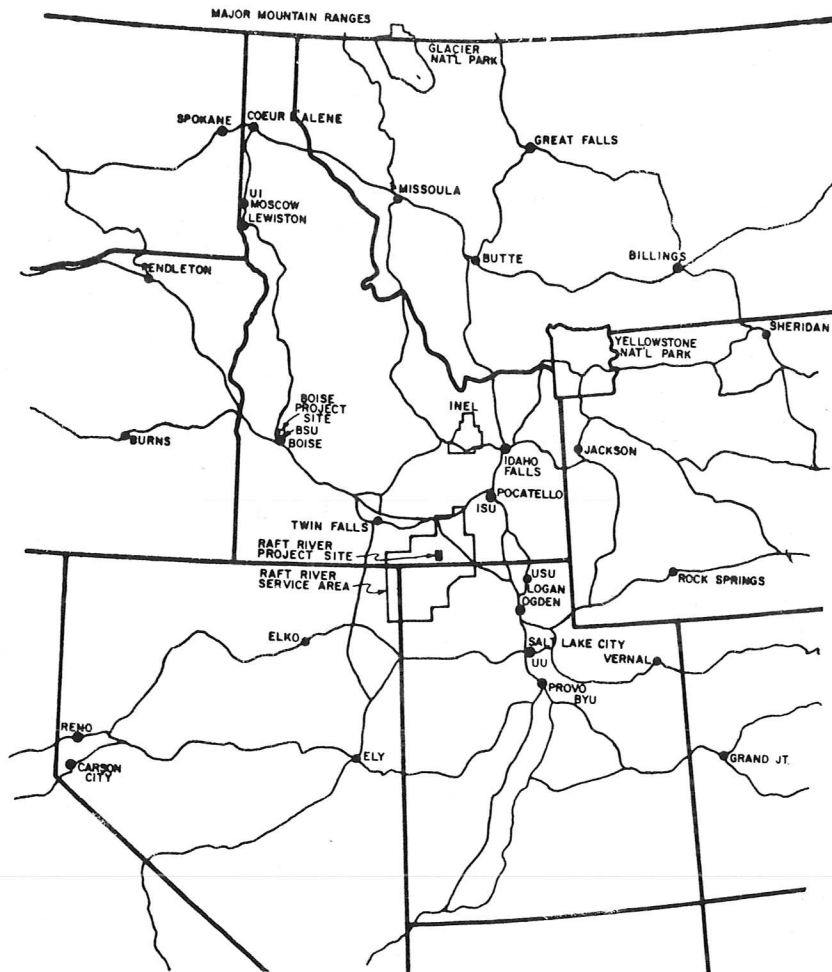 MAJOR MOUNTAIN RANGES
GLACIER
NAT'L PARK
SPOKANE
COEUR D'ALENE
GREAT FALLS
UI
MOSCOW
LEWISTON
MISSOULA
PENDLETON
BUTTE
BILLINGS
SHERIDAN
YELLOWSTONE
NAT'L PARK
BOISE
PROJECT
SITE
BSU
BOISE
INEL
BURNS
IDAHO
FALLS
JACKSON
POCATELLO
ISU
TWIN FALLS
RAFT RIVER
PROJECT SITE
RAFT RIVER
SERVICE AREA
USU
LOGAN
OGDEN
ROCK SPRINGS
ELKO
SALT LAKE CITY
UU
VERNAL
PROVO
BYU
RENO
CARSON
CITY
ELY
GRAND JT.